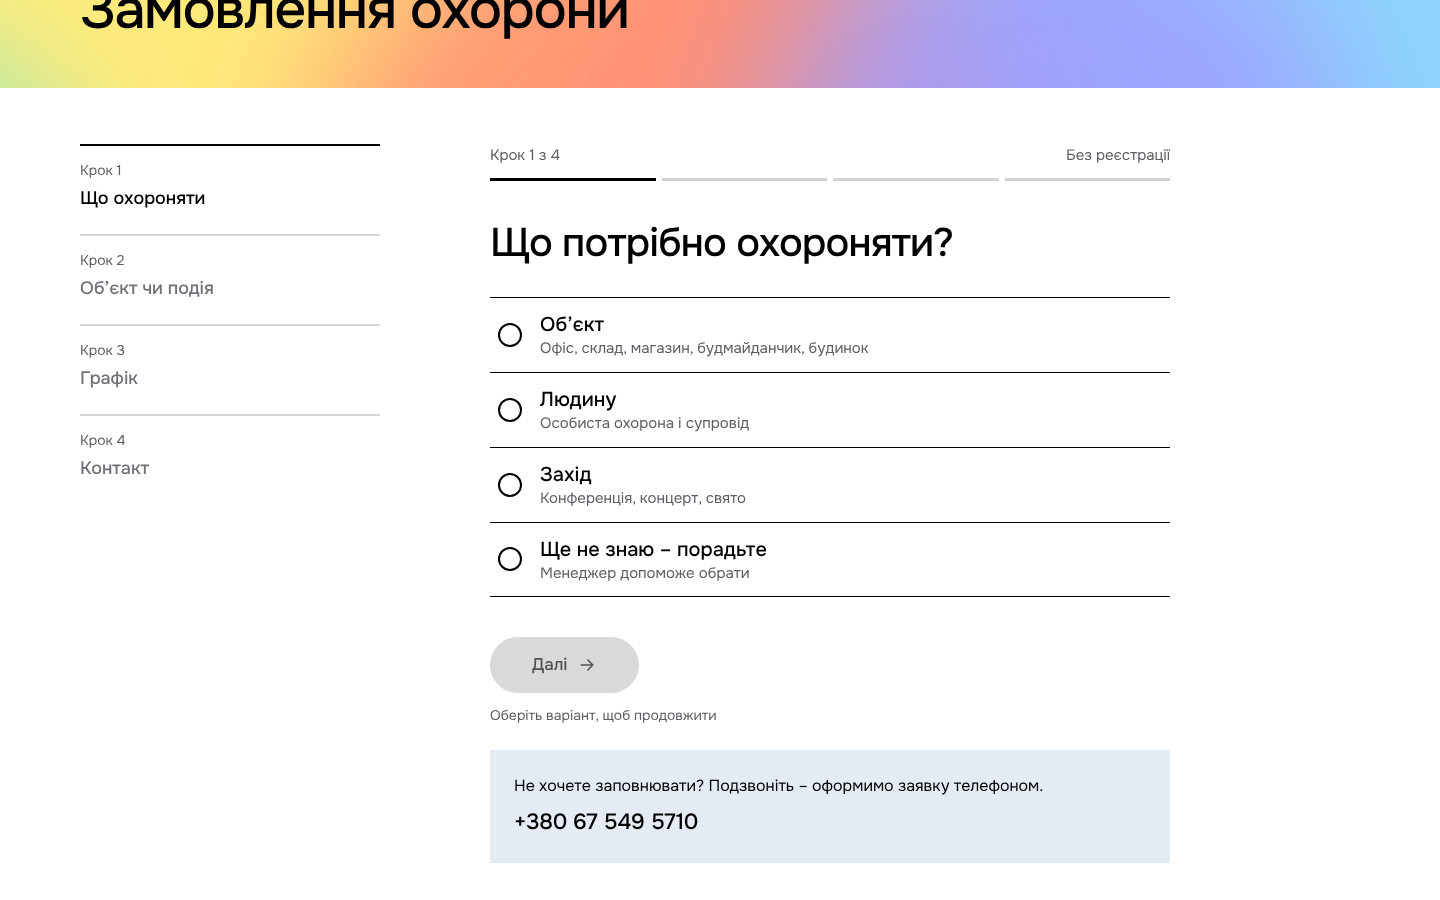 Замовлення охорони
Крок 1
Що охороняти
Крок 2
Об’єкт чи подія
Крок 3
Графік
Крок 4
Контакт
Крок 1 з 4
Без реєстрації
Що потрібно охороняти?
Об’єкт
Офіс, склад, магазин, будмайданчик, будинок
Людину
Особиста охорона і супровід
Захід
Конференція, концерт, свято
Ще не знаю – порадьте
Менеджер допоможе обрати
Далі →
Оберіть варіант, щоб продовжити
Не хочете заповнювати? Подзвоніть – оформимо заявку телефоном.
+380 67 549 5710